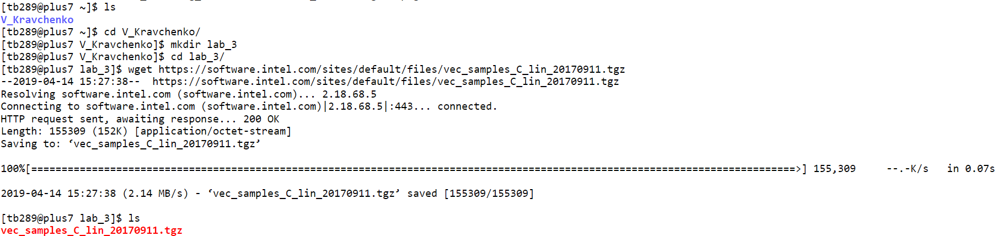 [tb289@plus7 ~]$ ls
V_Kravchenko
[tb289@plus7 ~]$ cd V_Kravchenko/
[tb289@plus7 V_Kravchenko]$ mkdir lab_3
[tb289@plus7 V_Kravchenko]$ cd lab_3/
[tb289@plus7 lab_3]$ wget https://software.intel.com/sites/default/files/vec_samples_C_lin_20170911.tgz
--2019-04-14 15:27:38--  https://software.intel.com/sites/default/files/vec_samples_C_lin_20170911.tgz
Resolving software.intel.com (software.intel.com)... 2.18.68.5
Connecting to software.intel.com (software.intel.com)|2.18.68.5|:443... connected.
HTTP request sent, awaiting response... 200 OK
Length: 155309 (152K) [application/octet-stream]
Saving to: ‘vec_samples_C_lin_20170911.tgz’
100%[==============================================================================================================================>] 155,309     --.-K/s   in 0.07s
2019-04-14 15:27:38 (2.14 MB/s) - ‘vec_samples_C_lin_20170911.tgz’ saved [155309/155309]
[tb289@plus7 lab_3]$ ls
vec_samples_C_lin_20170911.tgz